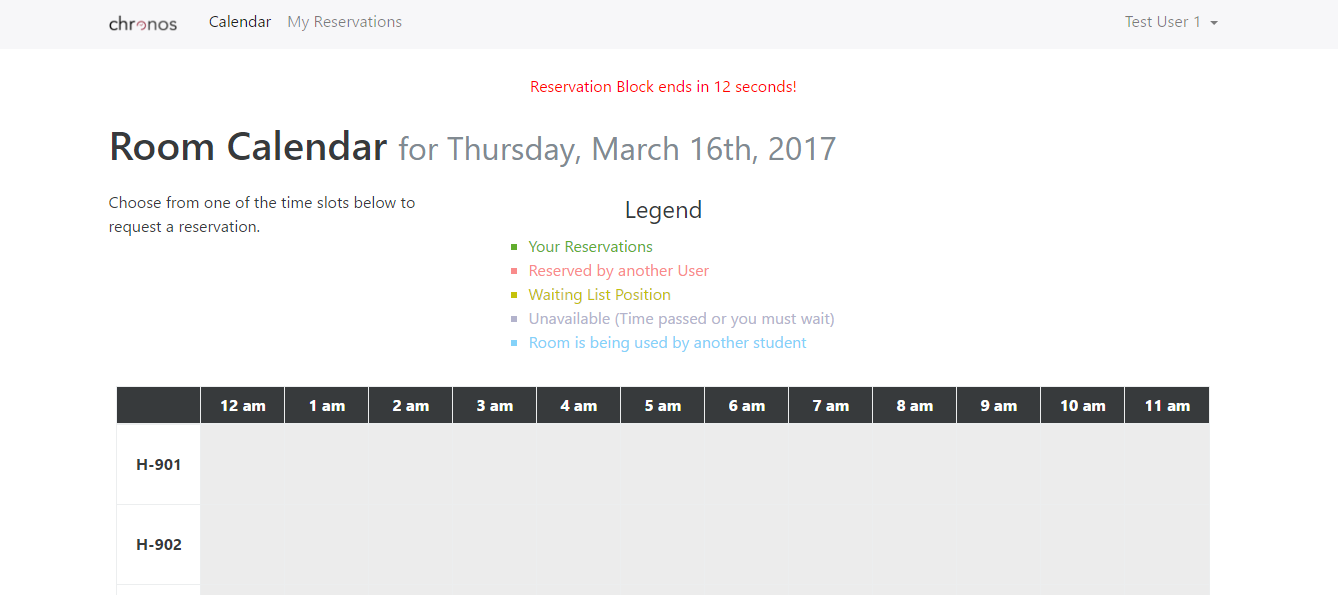 chronos Calendar My Reservations Test User 1
Reservation Block ends in 12 seconds!
Room Calendar for Thursday, March 16th, 2017
Choose from one of the time slots below to
request a reservation.
Legend
Your Reservations
Reserved by another User
Waiting List Position
Unavailable (Time passed or you must wait)
Room is being used by another student
12 am 1 am 2 am 3 am 4 am 5 am 6 am 7 am 8 am 9 am 10 am 11 am
H-901
H-902